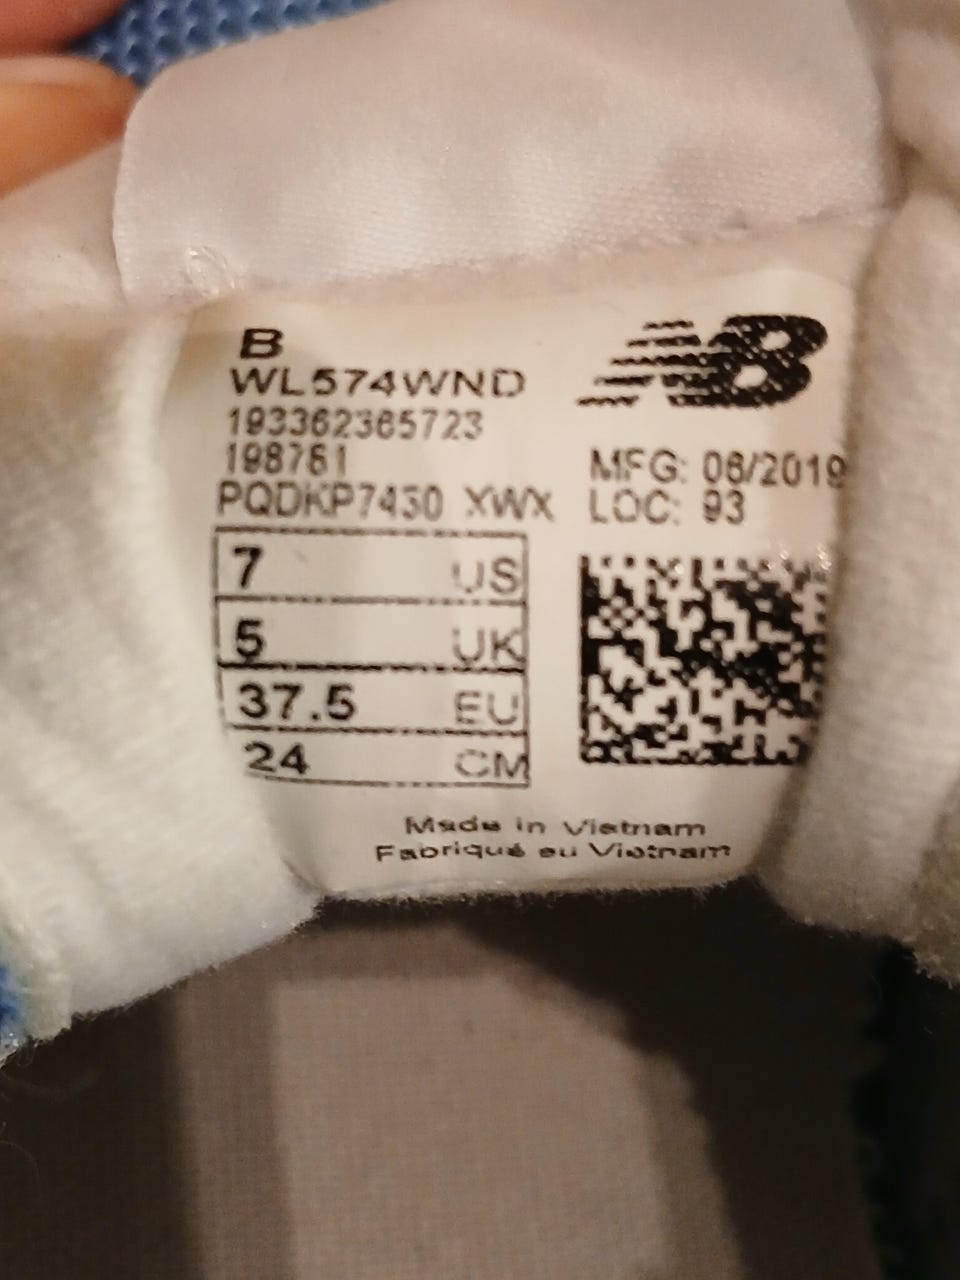 B
WL574WND
193362365723
198761
PQDKP7430 XWX
MFG: 06/2019
LOC: 93
7 US
5 UK
37.5 EU
24 CM
Made in Vietnam
Fabriqué au Vietnam